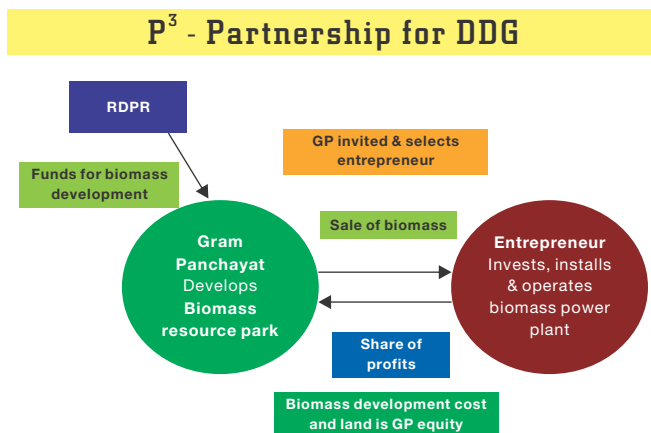 P³ - Partnership for DDG
RDPR
GP invited & selects
entrepreneur
Funds for biomass
development
Sale of biomass
Gram
Panchayat
Develops
Biomass
resource park
Entrepreneur
Invests, installs
& operates
biomass power
plant
Share of
profits
Biomass development cost
and land is GP equity